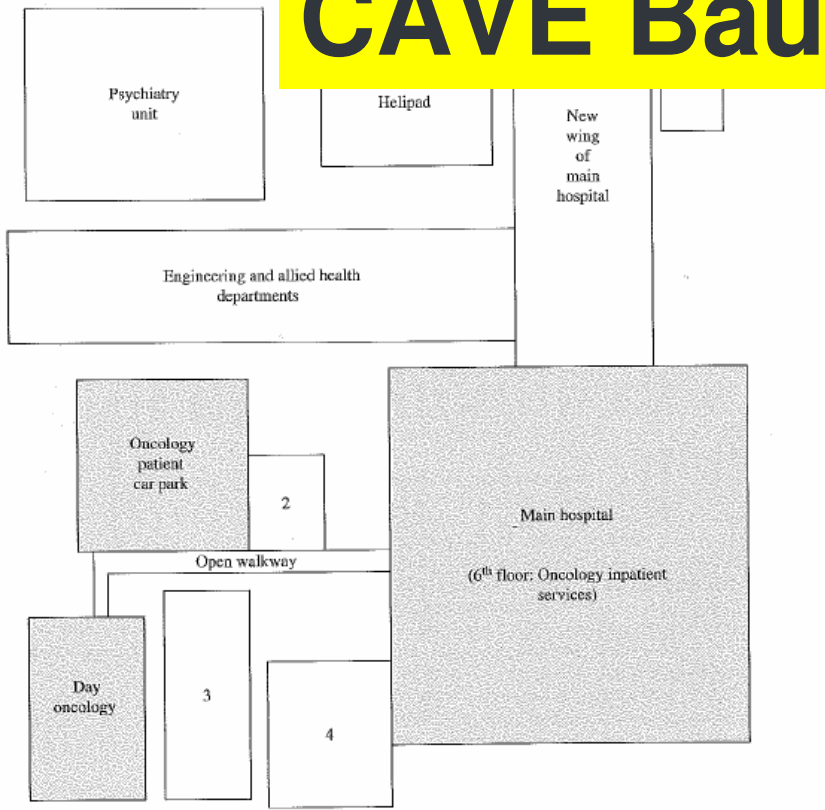 CAVE Bau
Psychiatry
unit
Helipad
New
wing
of
main
hospital
Engineering and allied health
departments
Oncology
patient
car park
2
Main hospital
Open walkway
(6th floor: Oncology inpatient
services)
Day
oncology
3
4